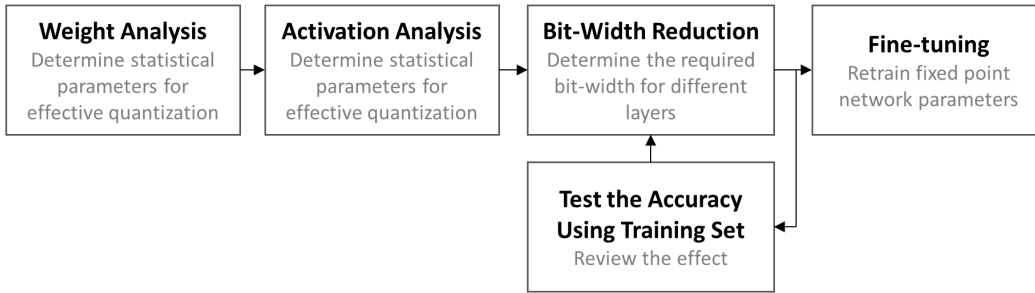 Weight Analysis
Determine statistical
parameters for
effective quantization
Activation Analysis
Determine statistical
parameters for
effective quantization
Bit-Width Reduction
Determine the required
bit-width for different
layers
Fine-tuning
Retrain fixed point
network parameters
Test the Accuracy
Using Training Set
Review the effect